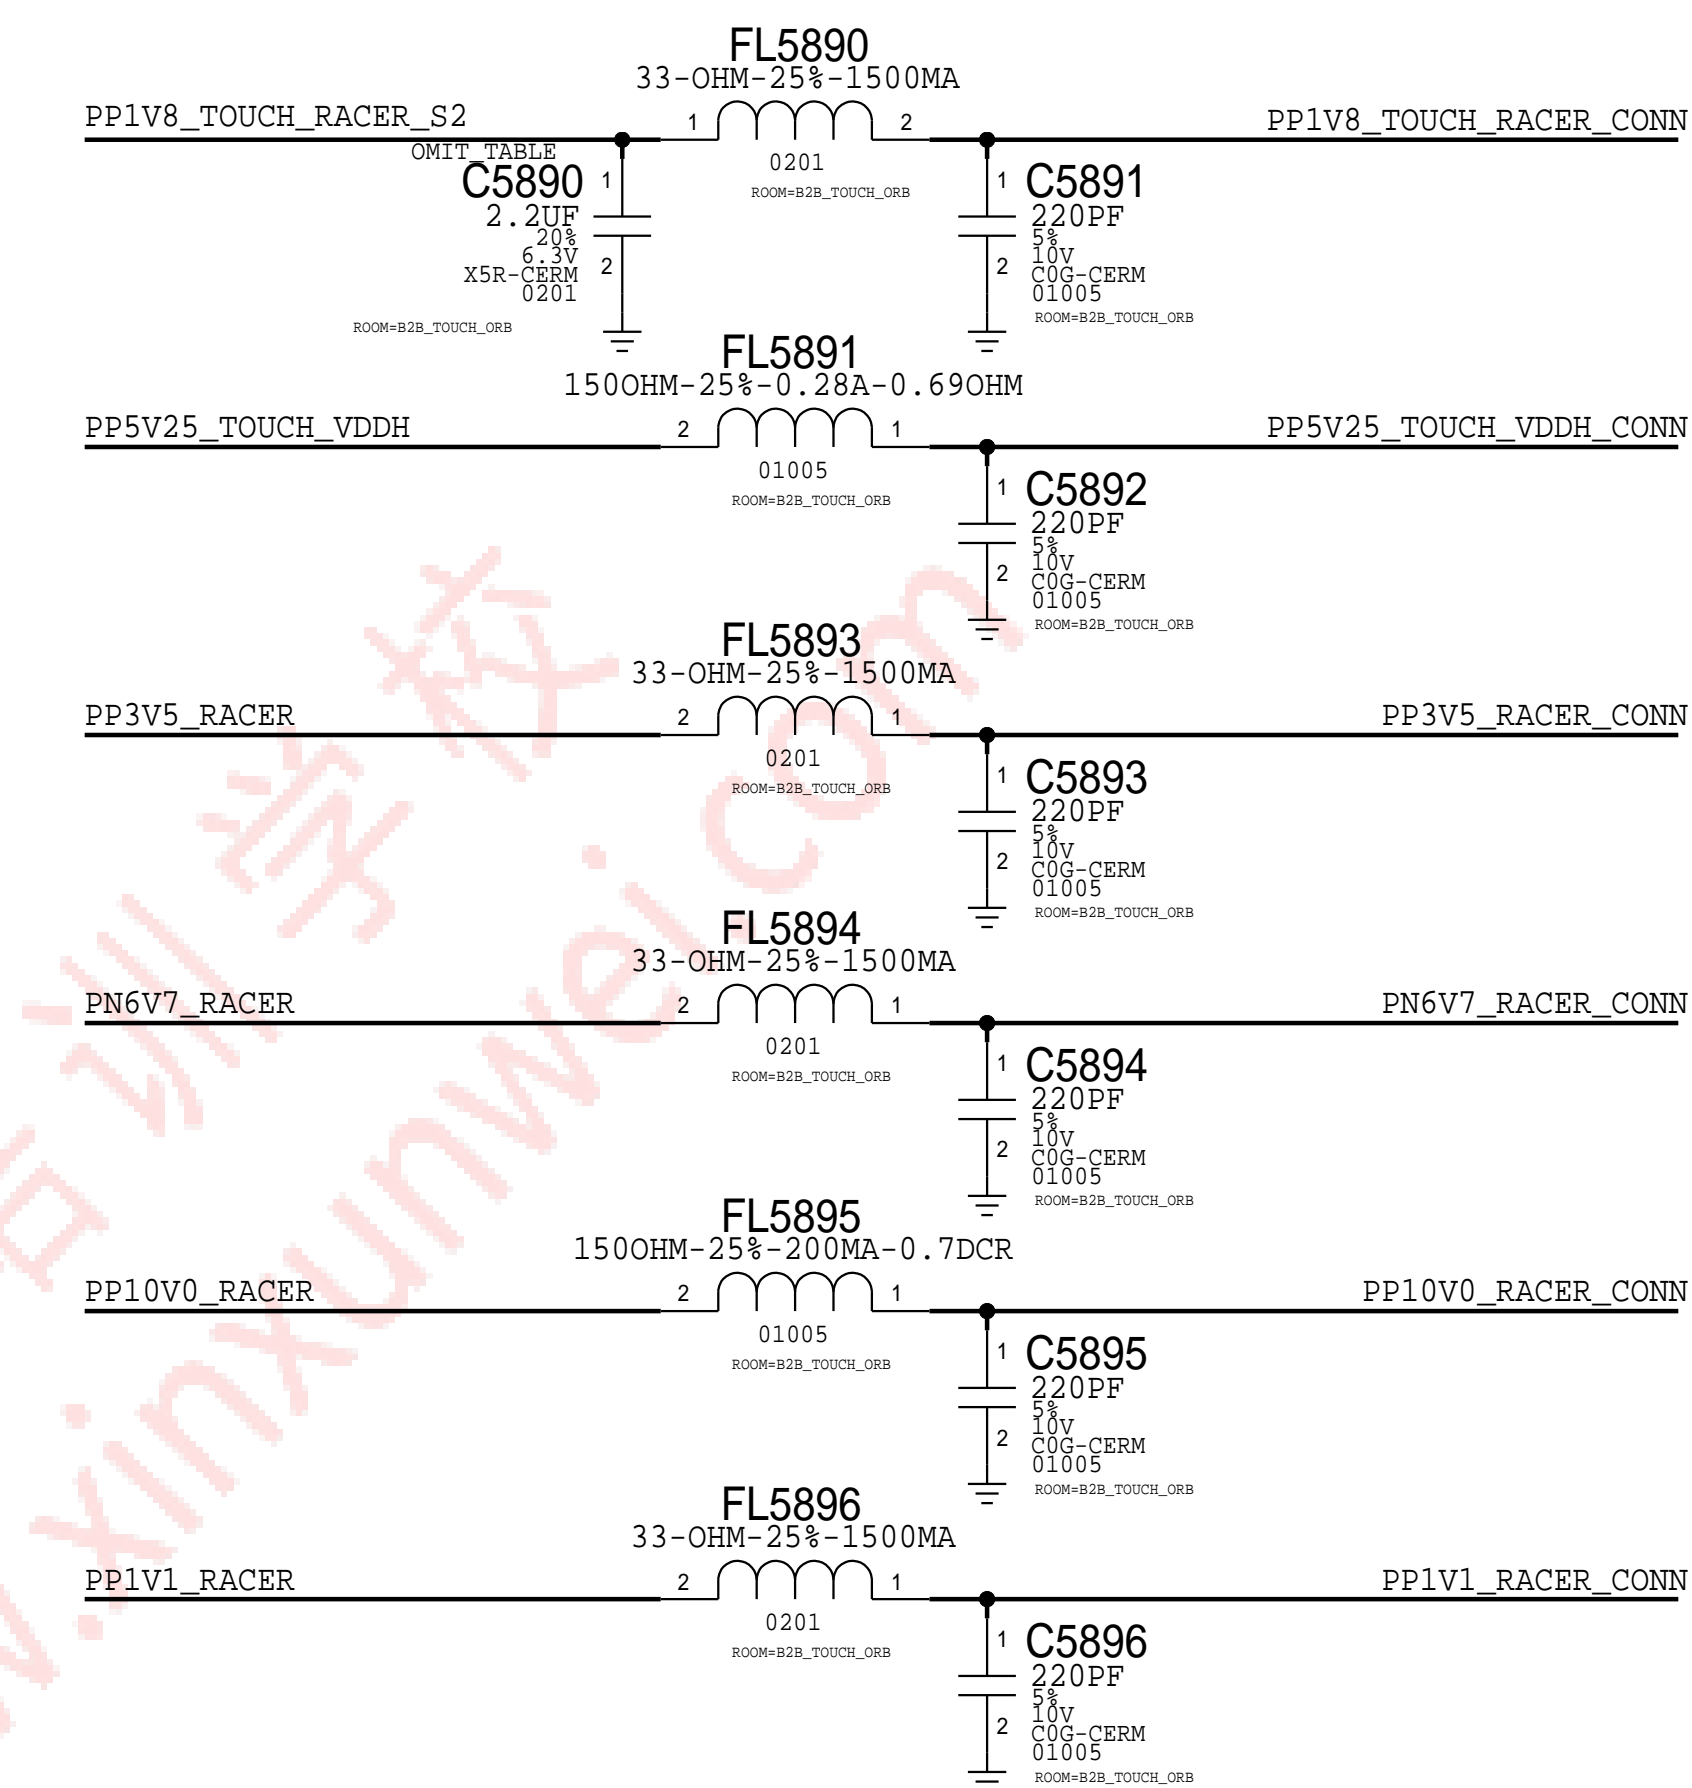 FL5890
33-OHM-25%-1500MA
PP1V8_TOUCH_RACER_S2
1
2
PP1V8_TOUCH_RACER_CONN
OMIT_TABLE
0201
ROOM=B2B_TOUCH_ORB
C5890
1
2.2UF
20%
6.3V
2
X5R-CERM
0201
ROOM=B2B_TOUCH_ORB
1
C5891
220PF
5%
10V
2
C0G-CERM
01005
ROOM=B2B_TOUCH_ORB
FL5891
150OHM-25%-0.28A-0.69OHM
PP5V25_TOUCH_VDDH
2
1
PP5V25_TOUCH_VDDH_CONN
01005
ROOM=B2B_TOUCH_ORB
1
C5892
220PF
5%
10V
2
C0G-CERM
01005
ROOM=B2B_TOUCH_ORB
FL5893
33-OHM-25%-1500MA
PP3V5_RACER
2
1
PP3V5_RACER_CONN
0201
ROOM=B2B_TOUCH_ORB
1
C5893
220PF
5%
10V
2
C0G-CERM
01005
ROOM=B2B_TOUCH_ORB
FL5894
33-OHM-25%-1500MA
PN6V7_RACER
2
1
PN6V7_RACER_CONN
0201
ROOM=B2B_TOUCH_ORB
1
C5894
220PF
5%
10V
2
C0G-CERM
01005
ROOM=B2B_TOUCH_ORB
FL5895
150OHM-25%-200MA-0.7DCR
PP10V0_RACER
2
1
PP10V0_RACER_CONN
01005
ROOM=B2B_TOUCH_ORB
1
C5895
220PF
5%
10V
2
C0G-CERM
01005
ROOM=B2B_TOUCH_ORB
FL5896
33-OHM-25%-1500MA
PP1V1_RACER
2
1
PP1V1_RACER_CONN
0201
ROOM=B2B_TOUCH_ORB
1
C5896
220PF
5%
10V
2
C0G-CERM
01005
ROOM=B2B_TOUCH_ORB
训学校
.xinxunwei.com